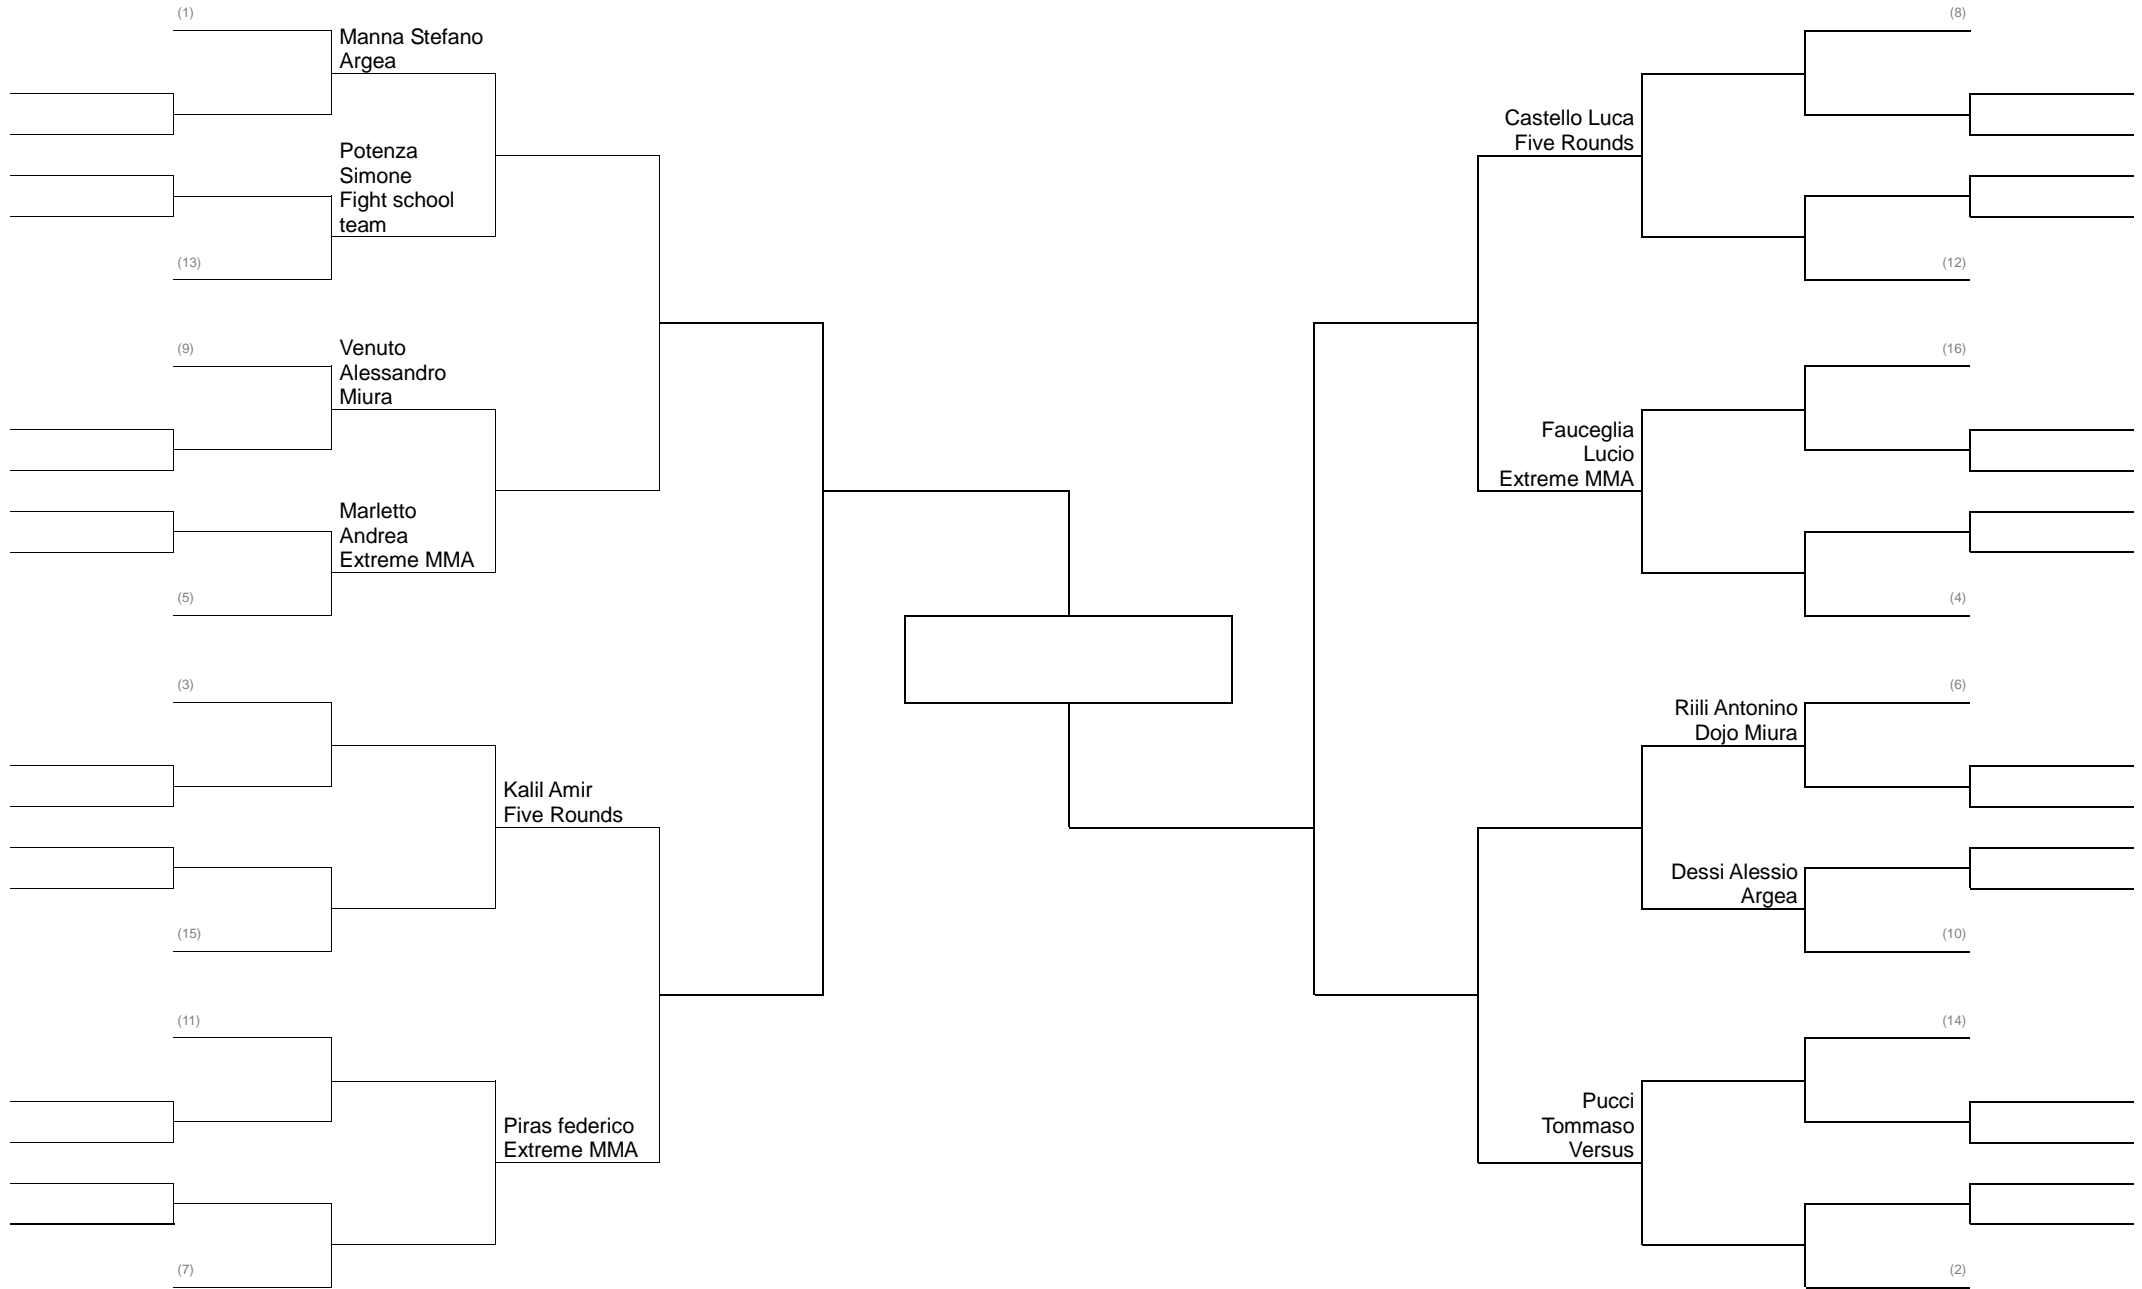 (1)
Manna Stefano
Argea
Potenza
Simone
Fight school
team
(13)
(9)
Venuto
Alessandro
Miura
Marletto
Andrea
Extreme MMA
(5)
(3)
Kalil Amir
Five Rounds
(15)
(11)
Piras federico
Extreme MMA
(7)
(8)
Castello Luca
Five Rounds
(12)
(16)
Fauceglia
Lucio
Extreme MMA
(4)
(6)
Riili Antonino
Dojo Miura
Dessi Alessio
Argea
(10)
(14)
Pucci
Tommaso
Versus
(2)